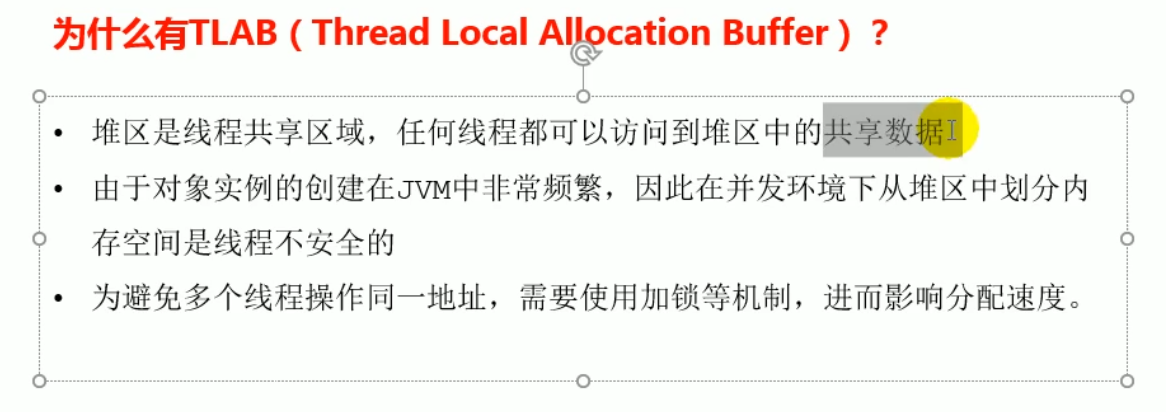 为什么有TLAB（Thread Local Allocation Buffer）？
• 堆区是线程共享区域，任何线程都可以访问到堆区中的共享数据
• 由于对象实例的创建在JVM中非常频繁，因此在并发环境下从堆区中划分内
存空间是线程不安全的
• 为避免多个线程操作同一地址，需要使用加锁等机制，进而影响分配速度。